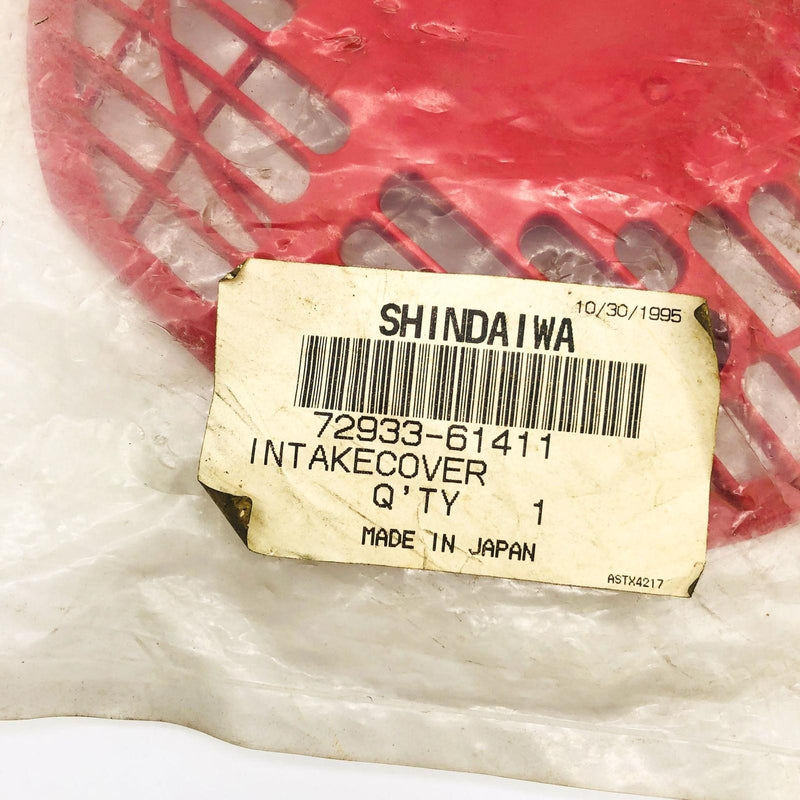 10/30/1995
SHINDAIWA
72933-61411
INTAKECOVER
Q'TY 1
MADE IN JAPAN
ASTX4217